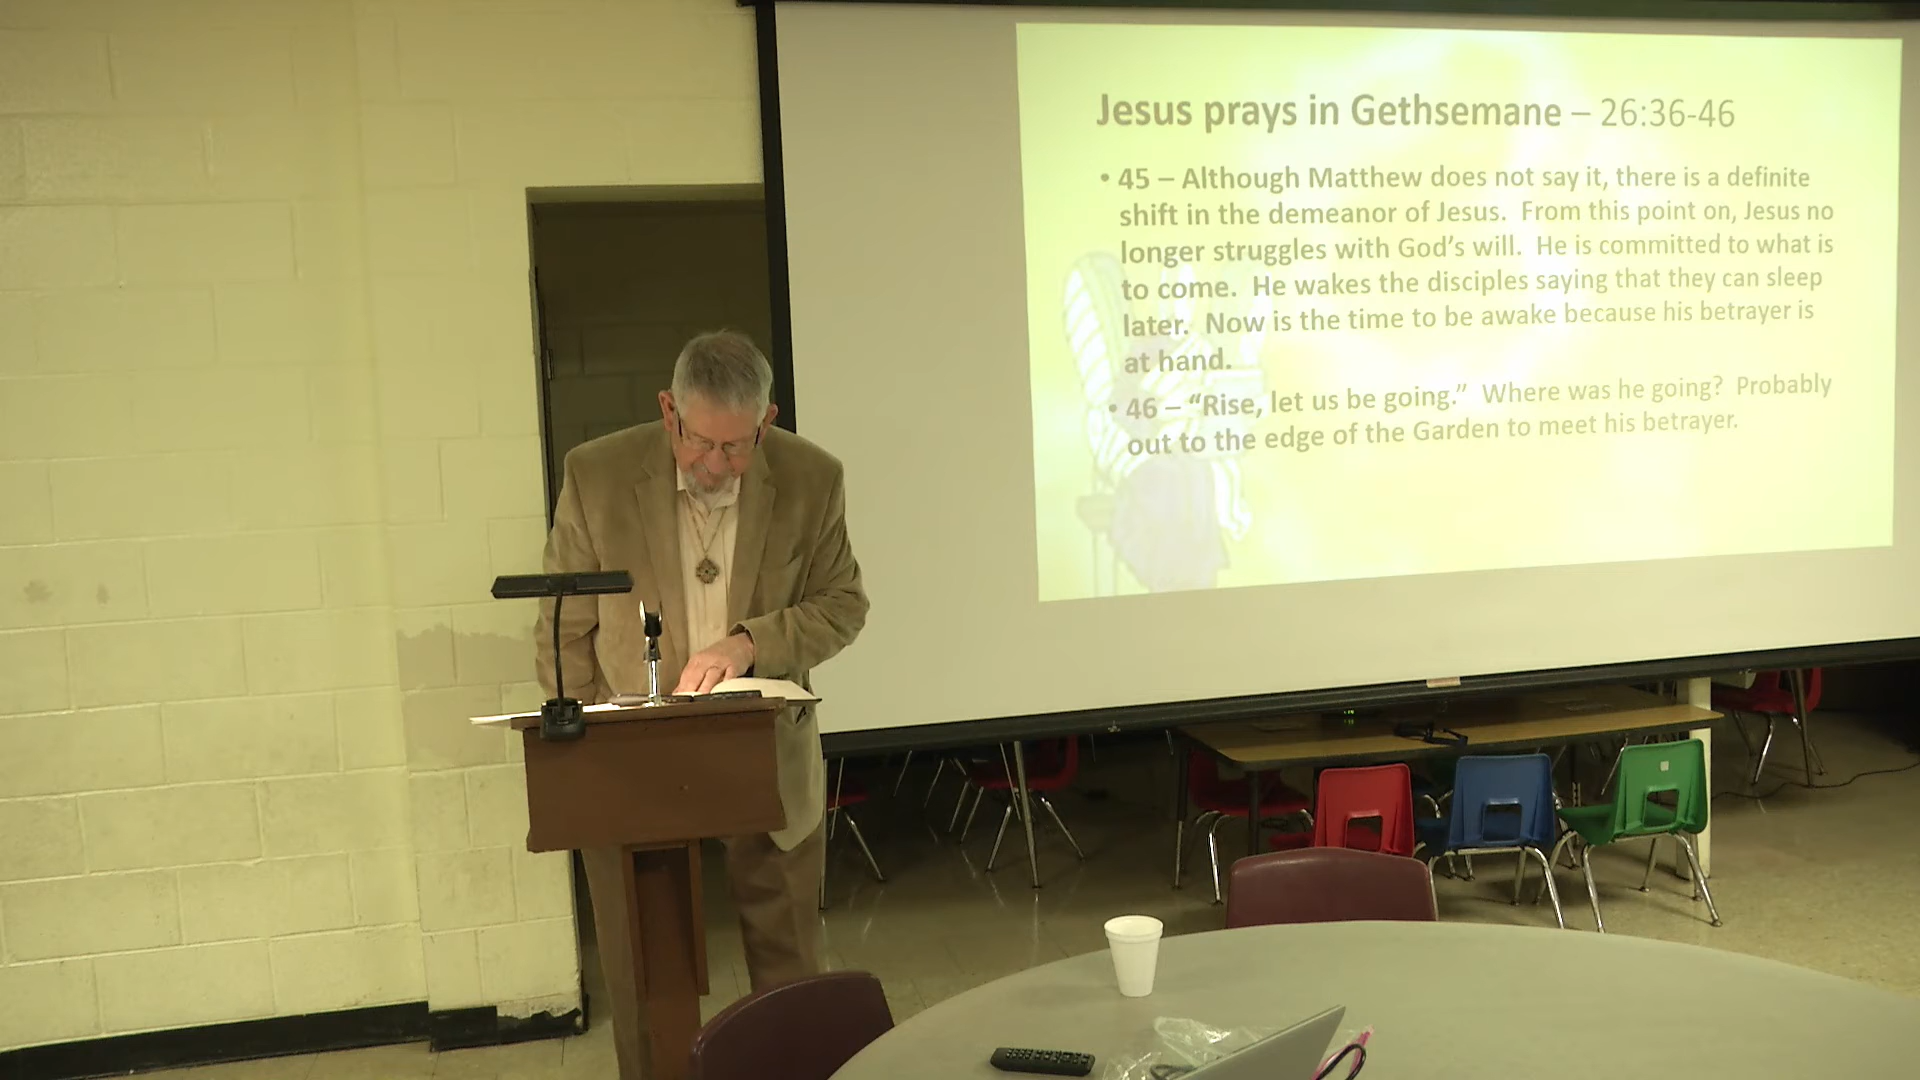 Jesus prays in Gethsemane – 26:36-46
• 45 – Although Matthew does not say it, there is a definite
shift in the demeanor of Jesus. From this point on, Jesus no
longer struggles with God's will. He is committed to what is
to come. He wakes the disciples saying that they can sleep
later. Now is the time to be awake because his betrayer is
at hand.
• 46 – “Rise, let us be going.” Where was he going? Probably
out to the edge of the Garden to meet his betrayer.